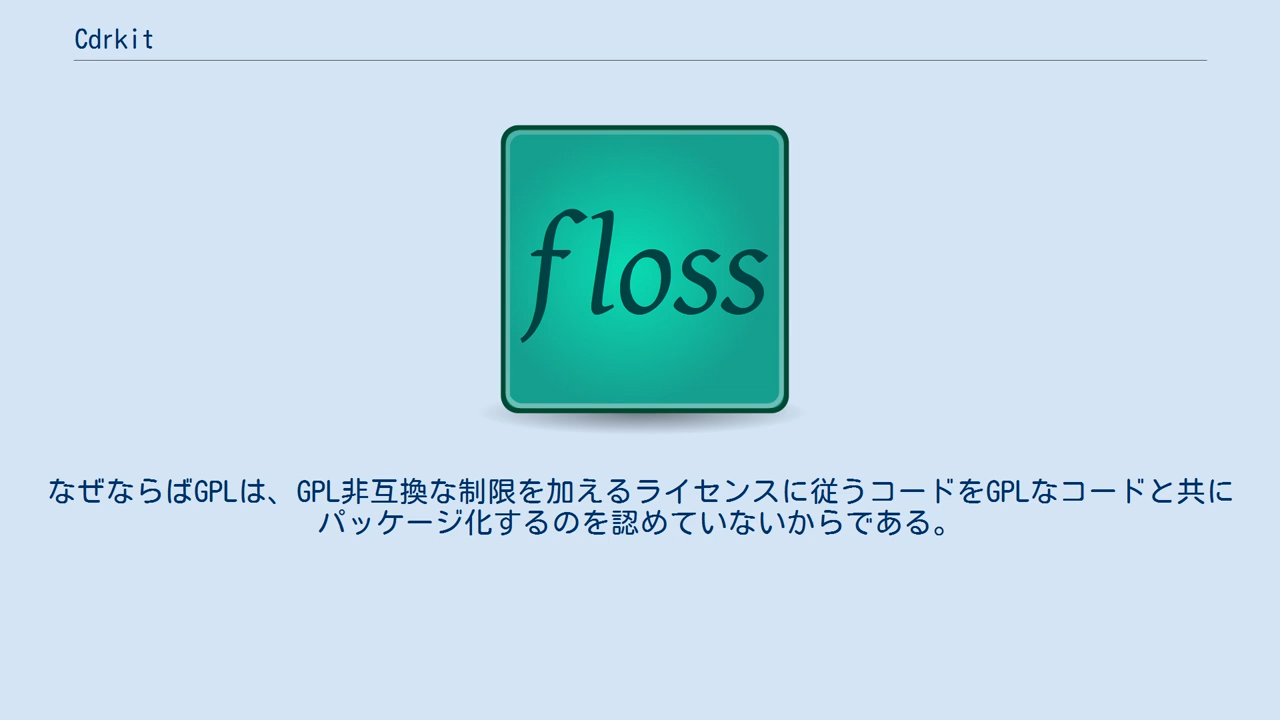 Cdrkit
floss
なぜならばGPLは、GPL非互換な制限を加えるライセンスに従うコードをGPLなコードと共に
パッケージ化するのを認めていないからである。